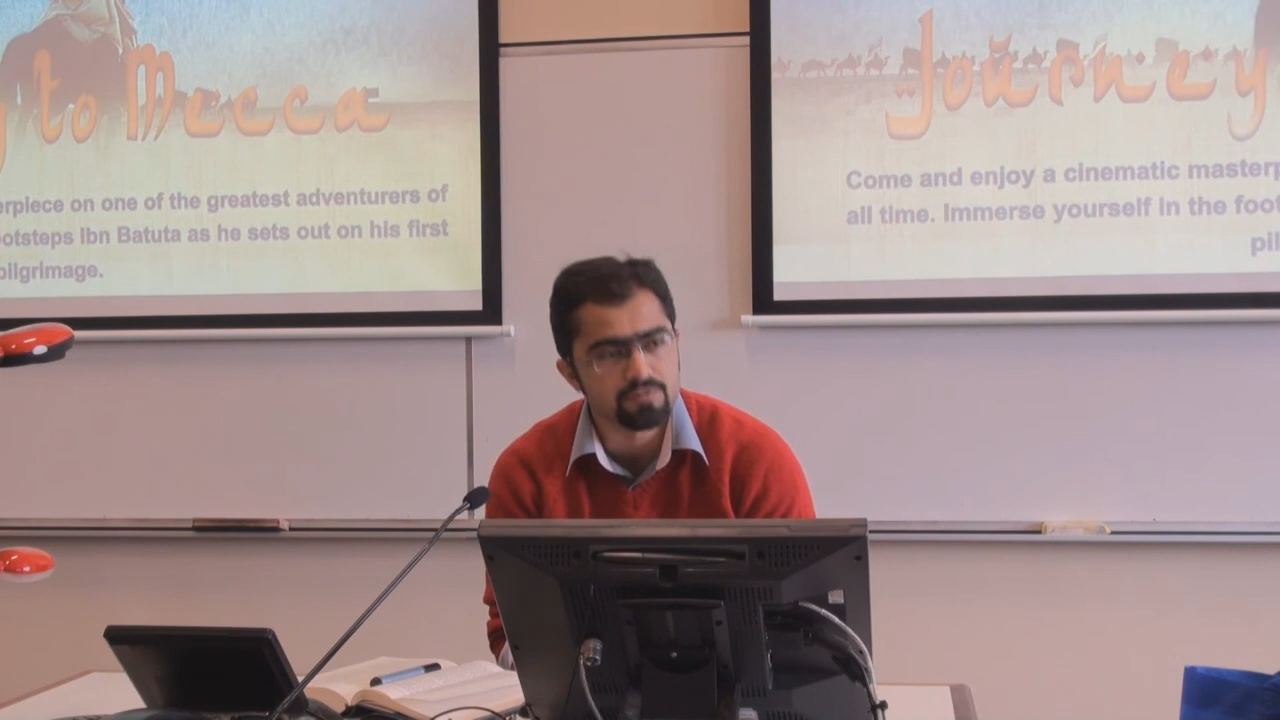 to Mecca
erpiece on one of the greatest adventurers of
ootsteps Ibn Batuta as he sets out on his first
pilgrimage.
Journey
Come and enjoy a cinematic masterp
all time. Immerse yourself in the foot
pil